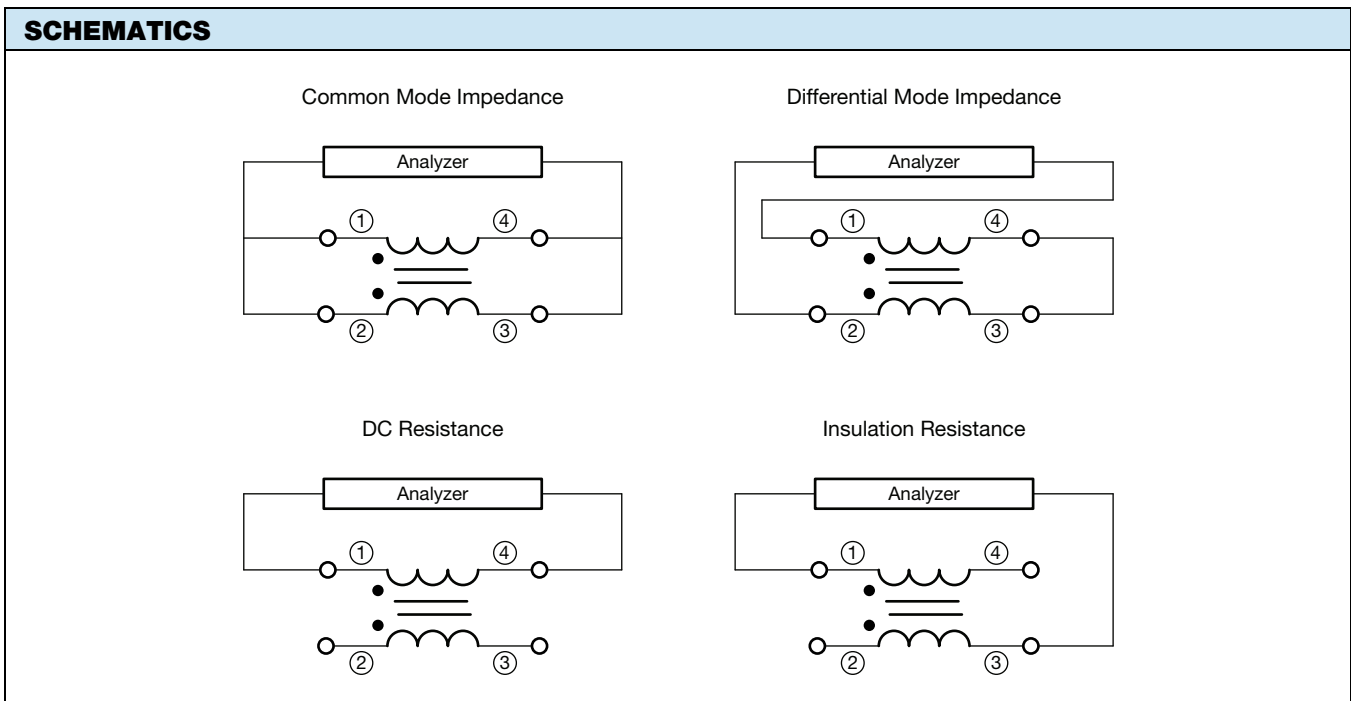 SCHEMATICS
Common Mode Impedance
Analyzer
① ④
② ③
Differential Mode Impedance
Analyzer
① ④
② ③
DC Resistance
Analyzer
① ④
② ③
Insulation Resistance
Analyzer
① ④
② ③